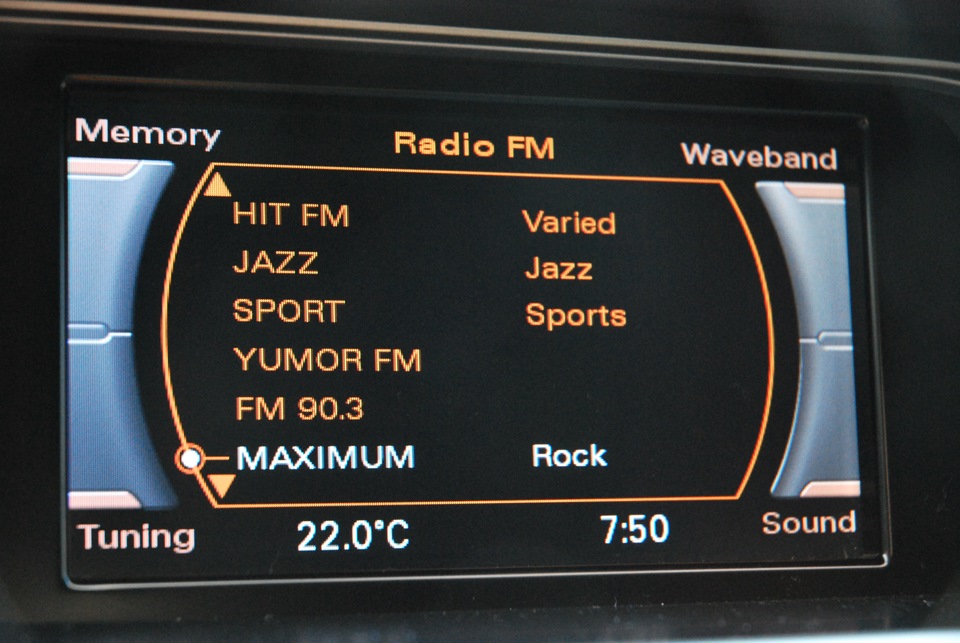 Memory Radio FM Waveband
HIT FM Varied
JAZZ Jazz
SPORT Sports
YUMOR FM
FM 90.3
MAXIMUM Rock
Tuning 22.0°C 7:50 Sound